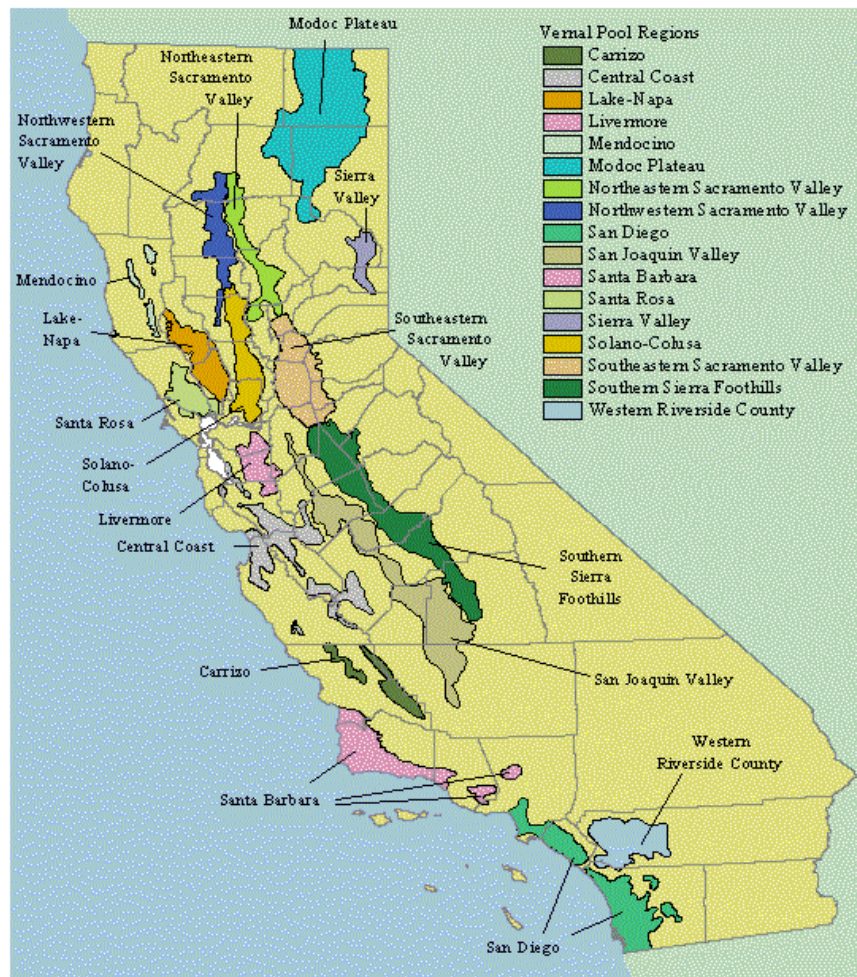 Modoc Plateau
Northeastern
Sacramento
Valley
Northwestern
Sacramento
Valley
Sierra
Valley
Mendocino
Lake-
Napa
Southeastern
Sacramento
Valley
Santa Rosa
Solano-
Colusa
Livermore
Central Coast
Southern
Sierra
Foothills
Carrizo
San Joaquin Valley
Western
Riverside County
Santa Barbara
San Diego
Vernal Pool Regions
Carrizo
Central Coast
Lake-Napa
Livermore
Mendocino
Modoc Plateau
Northeastern Sacramento Valley
Northwestern Sacramento Valley
San Diego
San Joaquin Valley
Santa Barbara
Santa Rosa
Sierra Valley
Solano-Colusa
Southeastern Sacramento Valley
Southern Sierra Foothills
Western Riverside County